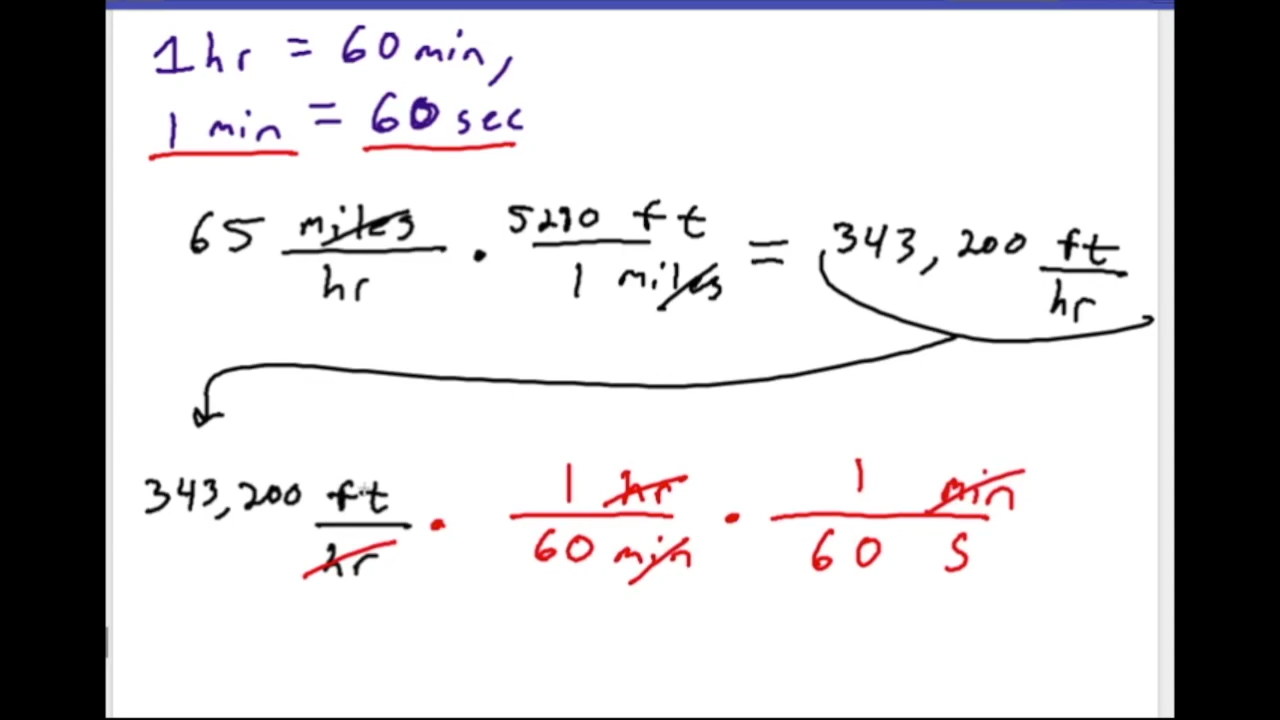 1 hr = 60 min,
1 min = 60 sec
65 miles/hr · 5280 ft/1 miles = 343,200 ft/hr
343,200 ft/hr · 1 hr/60 min · 1 min/60 s